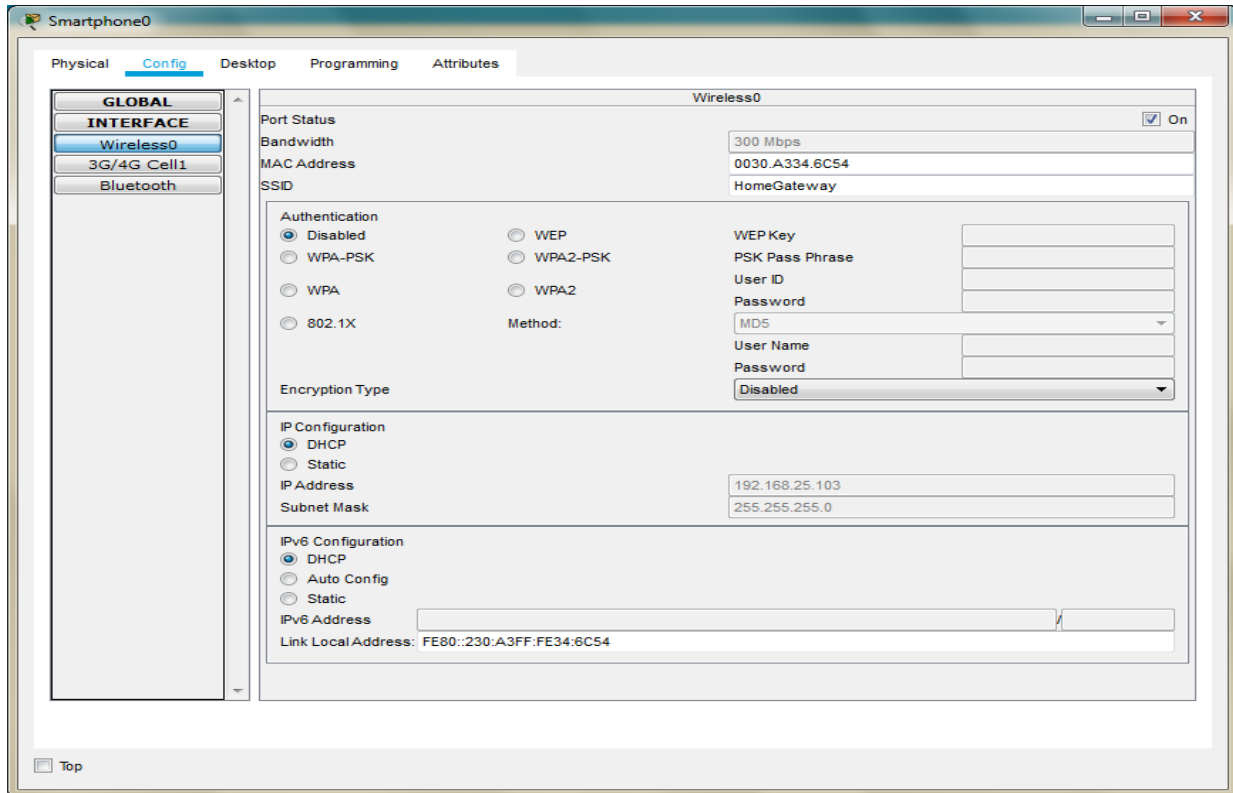 Smartphone0
Physical Config Desktop Programming Attributes
GLOBAL
INTERFACE
Wireless0
3G/4G Cell1
Bluetooth
Wireless0
Port Status On
Bandwidth 300 Mbps
MAC Address 0030.A334.6C54
SSID HomeGateway
Authentication
Disabled WEP WEP Key
WPA-PSK WPA2-PSK PSK Pass Phrase
User ID
WPA WPA2
Password
802.1X Method: MD5
User Name
Password
Encryption Type Disabled
IP Configuration
DHCP
Static
IP Address 192.168.25.103
Subnet Mask 255.255.255.0
IPv6 Configuration
DHCP
Auto Config
Static
IPv6 Address /
Link Local Address: FE80::230:A3FF:FE34:6C54
Top